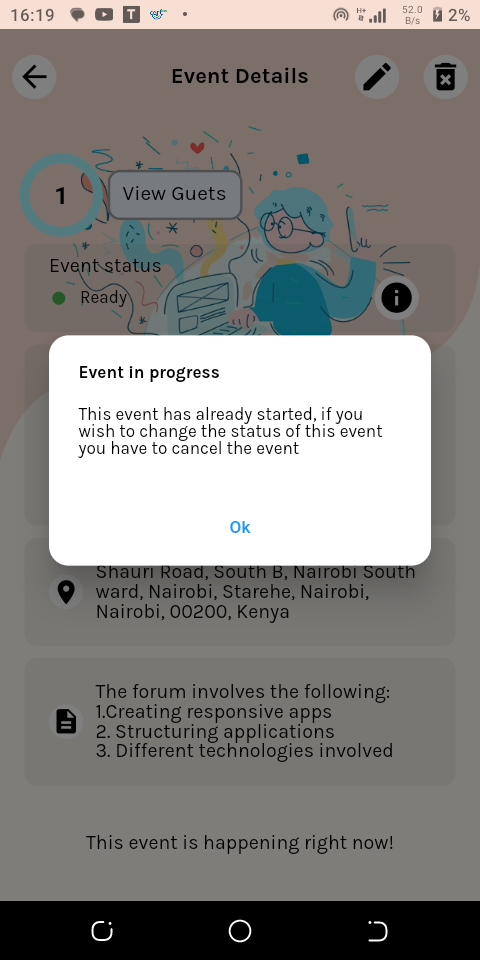 16:19 T H+ 52.0 B/s 2%
Event Details
1 View Guets
Event status
Ready
Event in progress
This event has already started, if you
wish to change the status of this event
you have to cancel the event
Ok
Shauri Road, South B, Nairobi South
ward, Nairobi, Starehe, Nairobi,
Nairobi, 00200, Kenya
The forum involves the following:
1.Creating responsive apps
2. Structuring applications
3. Different technologies involved
This event is happening right now!